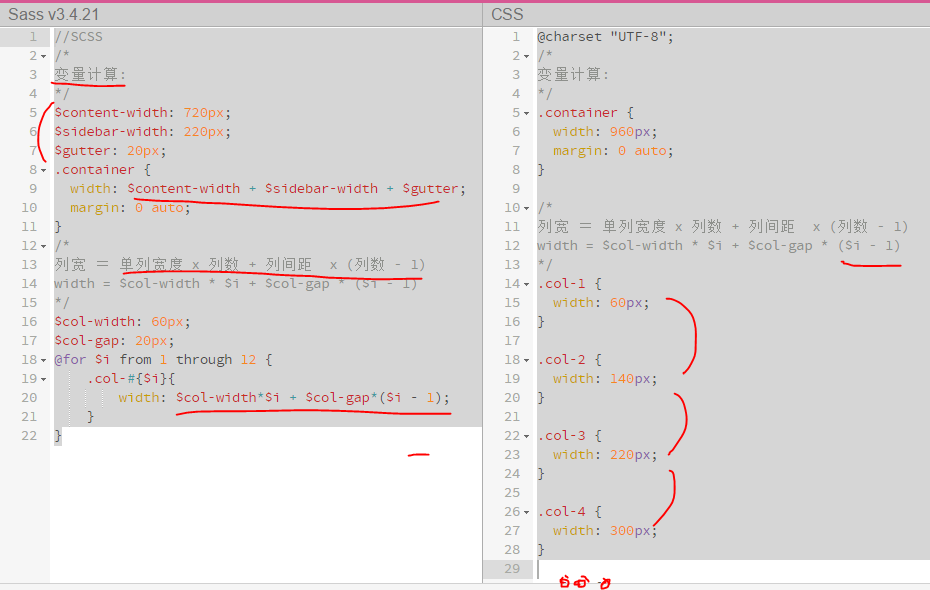 Sass v3.4.21
1 //SCSS
2 /*
3 变量计算:
4 */
5 $content-width: 720px;
6 $sidebar-width: 220px;
7 $gutter: 20px;
8 .container {
9 width: $content-width + $sidebar-width + $gutter;
10 margin: 0 auto;
11 }
12 /*
13 列宽 = 单列宽度 x 列数 + 列间距 x (列数 - 1)
14 width = $col-width * $i + $col-gap * ($i - 1)
15 */
16 $col-width: 60px;
17 $col-gap: 20px;
18 @for $i from 1 through 12 {
19 .col-#{$i}{
20 width: $col-width*$i + $col-gap*($i - 1);
21 }
22 }
CSS
1 @charset "UTF-8";
2 /*
3 变量计算:
4 */
5 .container {
6 width: 960px;
7 margin: 0 auto;
8 }
9
10 /*
11 列宽 = 单列宽度 x 列数 + 列间距 x (列数 - 1)
12 width = $col-width * $i + $col-gap * ($i - 1)
13 */
14 .col-1 {
15 width: 60px;
16 }
17
18 .col-2 {
19 width: 140px;
20 }
21
22 .col-3 {
23 width: 220px;
24 }
25
26 .col-4 {
27 width: 300px;
28 }
29